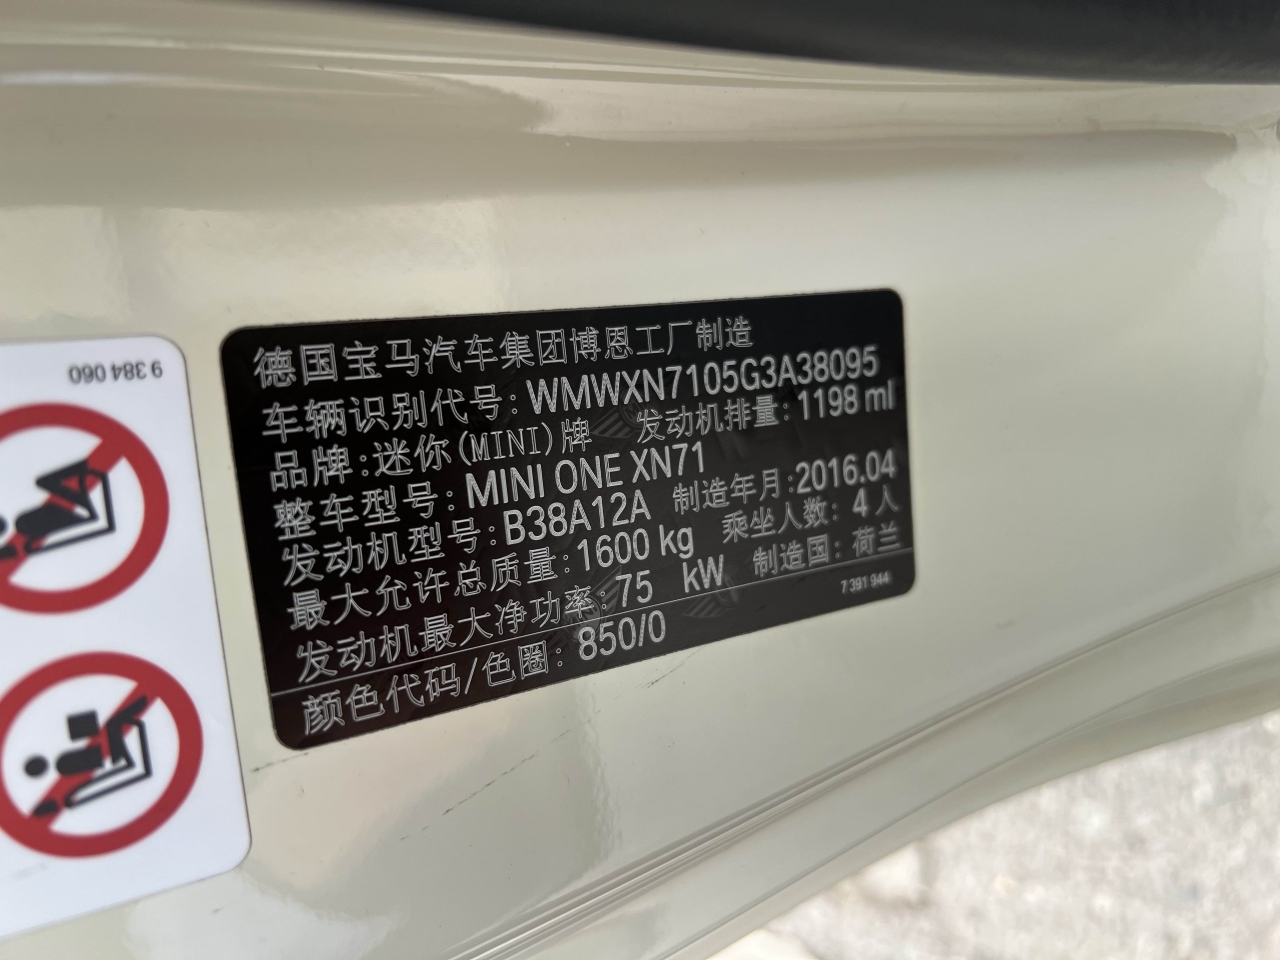 德国宝马汽车集团博恩工厂制造
车辆识别代号: WMWXN7105G3A38095
品牌:迷你(MINI)牌 发动机排量: 1198 ml
整车型号: MINI ONE XN71
发动机型号: B38A12A 制造年月:2016.04
最大允许总质量: 1600 kg 乘坐人数: 4 人
发动机最大净功率: 75 kW 制造国: 荷兰
颜色代码/色圈: 850/0
7 391 944
9 384 060